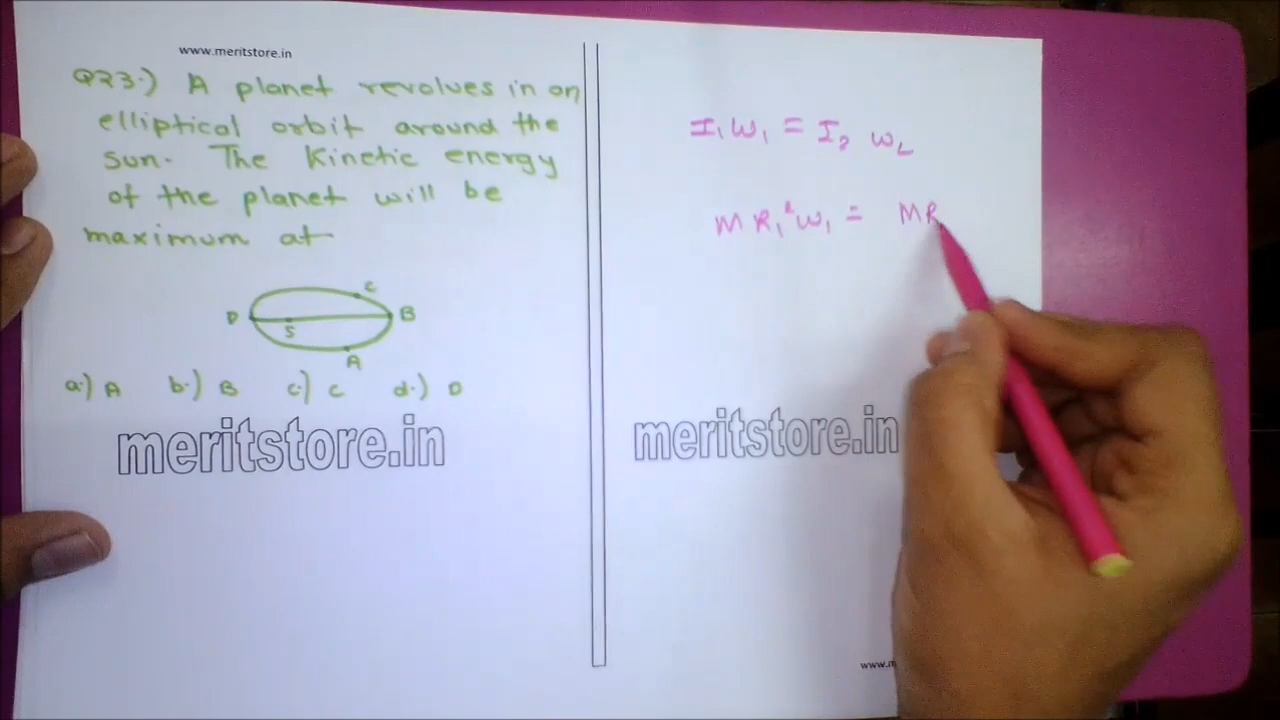 www.meritstore.in
Q23.) A planet revolves in an
elliptical orbit around the
sun. The Kinetic energy
of the planet will be
maximum at
C
D S B
A
a.) A b.) B c.) C d.) D
meritstore.in
I₁ω₁ = I₂ ω₂
MR₁²ω₁ = MR
meritstore.in
www.m